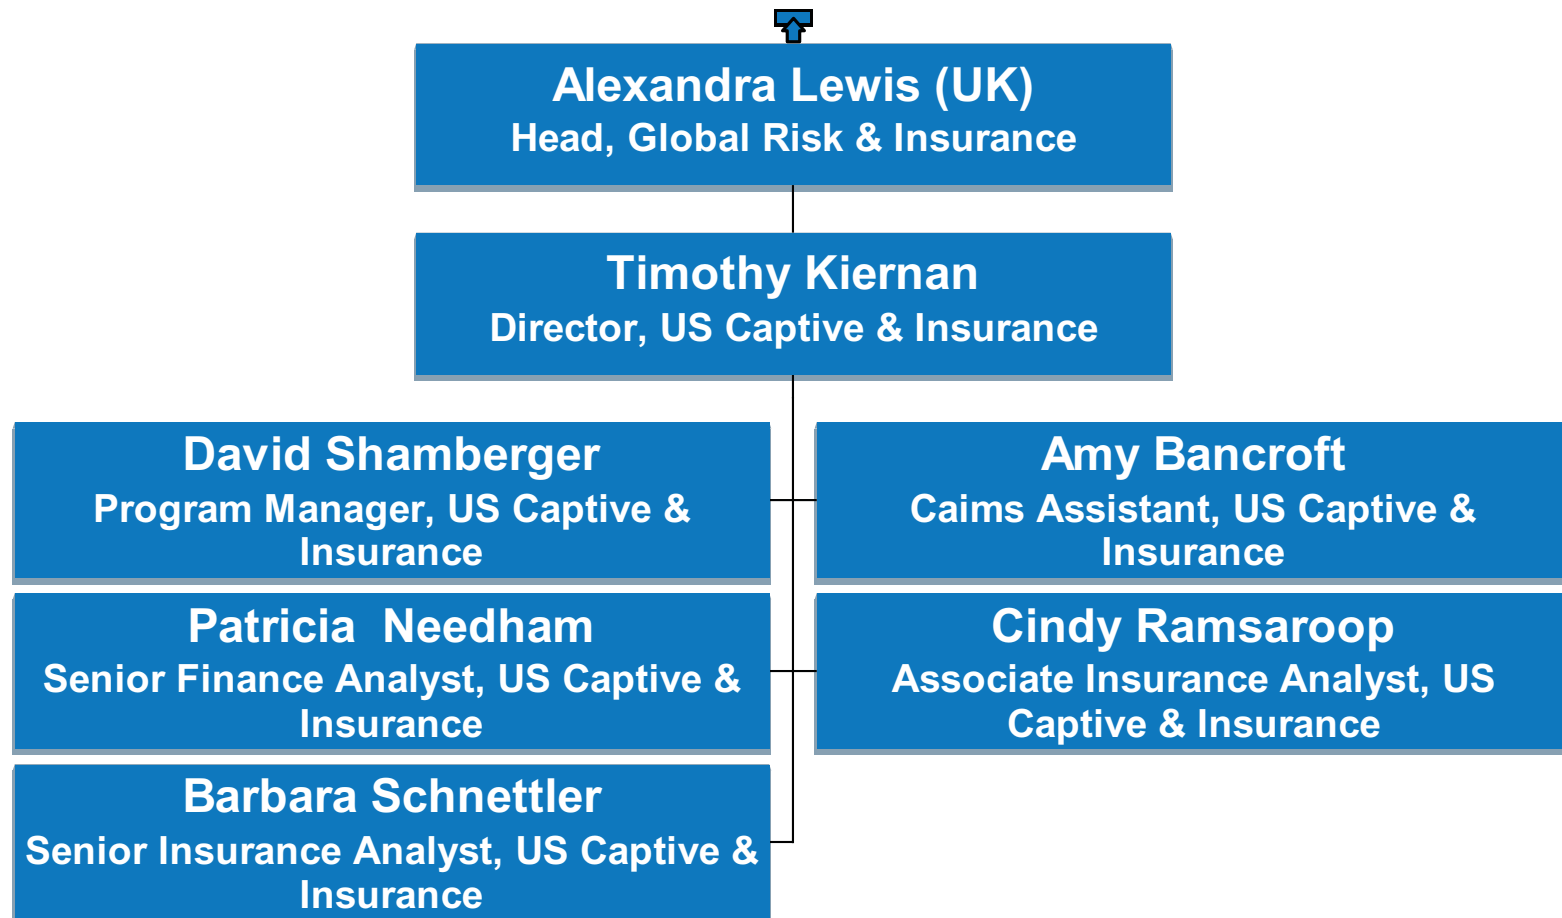 Alexandra Lewis (UK)
Head, Global Risk & Insurance
Timothy Kiernan
Director, US Captive & Insurance
David Shamberger
Program Manager, US Captive &
Insurance
Amy Bancroft
Caims Assistant, US Captive &
Insurance
Patricia  Needham
Senior Finance Analyst, US Captive &
Insurance
Cindy Ramsaroop
Associate Insurance Analyst, US
Captive & Insurance
Barbara Schnettler
Senior Insurance Analyst, US Captive &
Insurance